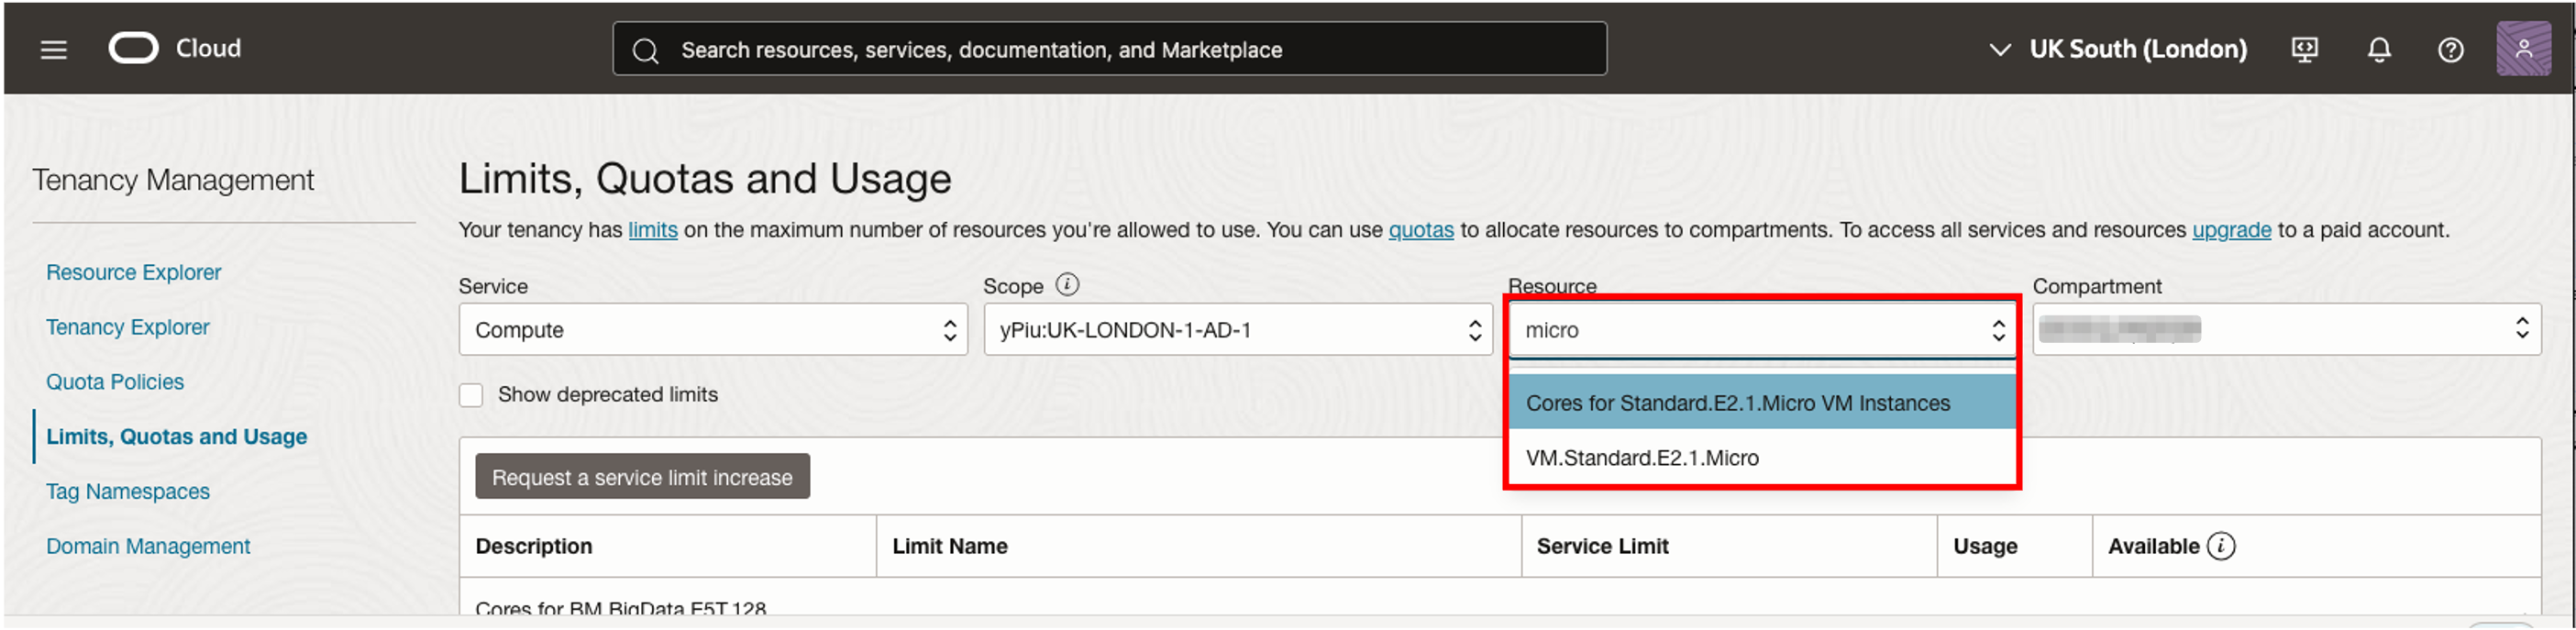 Cloud
Search resources, services, documentation, and Marketplace
UK South (London)
Tenancy Management
Resource Explorer
Tenancy Explorer
Quota Policies
Limits, Quotas and Usage
Tag Namespaces
Domain Management
Limits, Quotas and Usage
Your tenancy has limits on the maximum number of resources you're allowed to use. You can use quotas to allocate resources to compartments. To access all services and resources upgrade to a paid account.
Service
Compute
Scope
yPiu:UK-LONDON-1-AD-1
Resource
micro
Cores for Standard.E2.1.Micro VM Instances
VM.Standard.E2.1.Micro
Compartment
Show deprecated limits
Request a service limit increase
Description Limit Name Service Limit Usage Available
Cores for BM.BigData.E5T.128